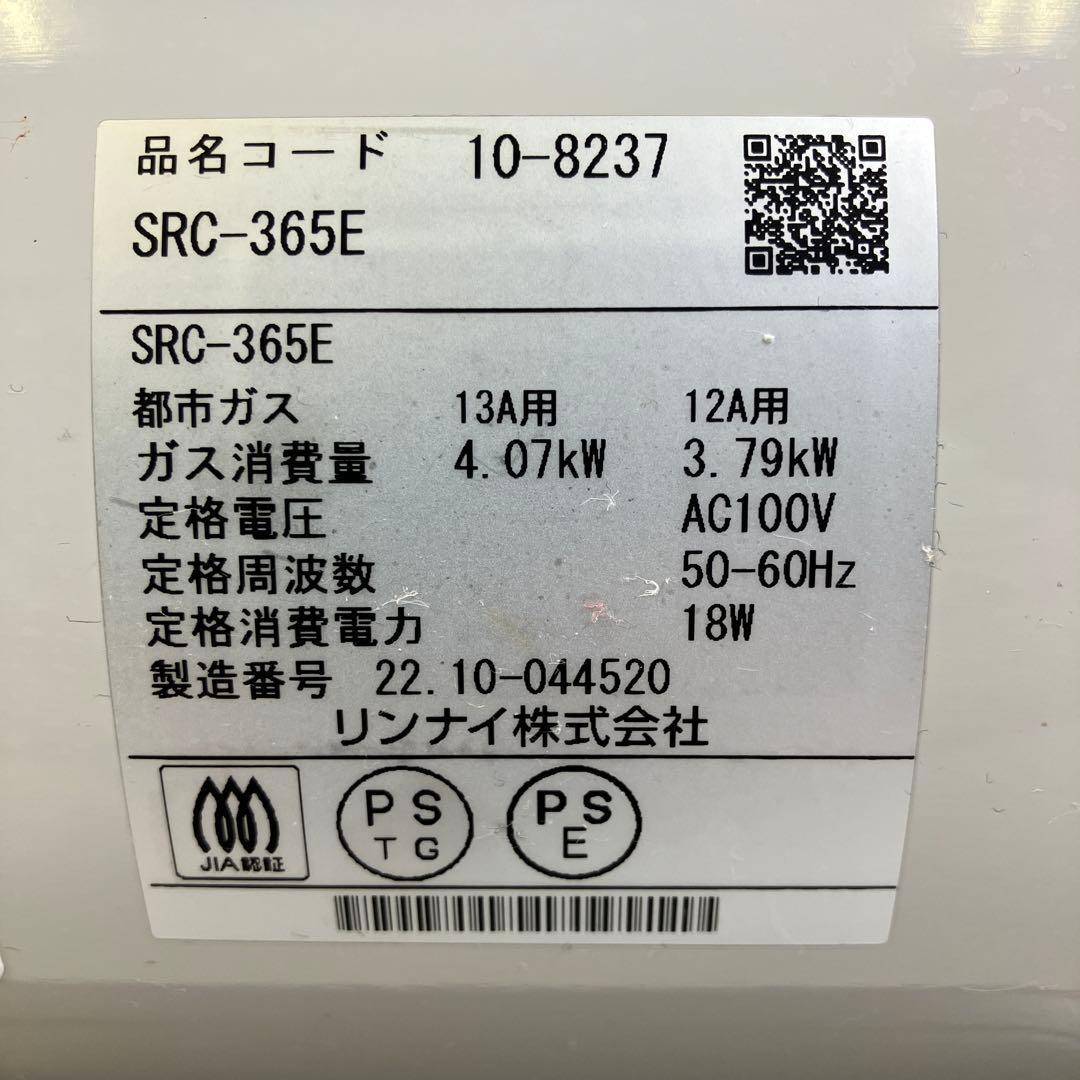 品名コード 10-8237
SRC-365E
SRC-365E
都市ガス 13A用 12A用
ガス消費量 4.07kW 3.79kW
定格電圧 AC100V
定格周波数 50-60Hz
定格消費電力 18W
製造番号 22.10-044520
リンナイ株式会社
JIA認証
PS
TG
PS
E